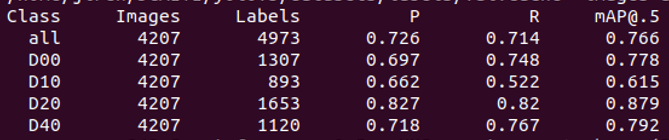 Class Images Labels P R mAP@.5
all 4207 4973 0.726 0.714 0.766
D00 4207 1307 0.697 0.748 0.778
D10 4207 893 0.662 0.522 0.615
D20 4207 1653 0.827 0.82 0.879
D40 4207 1120 0.718 0.767 0.792